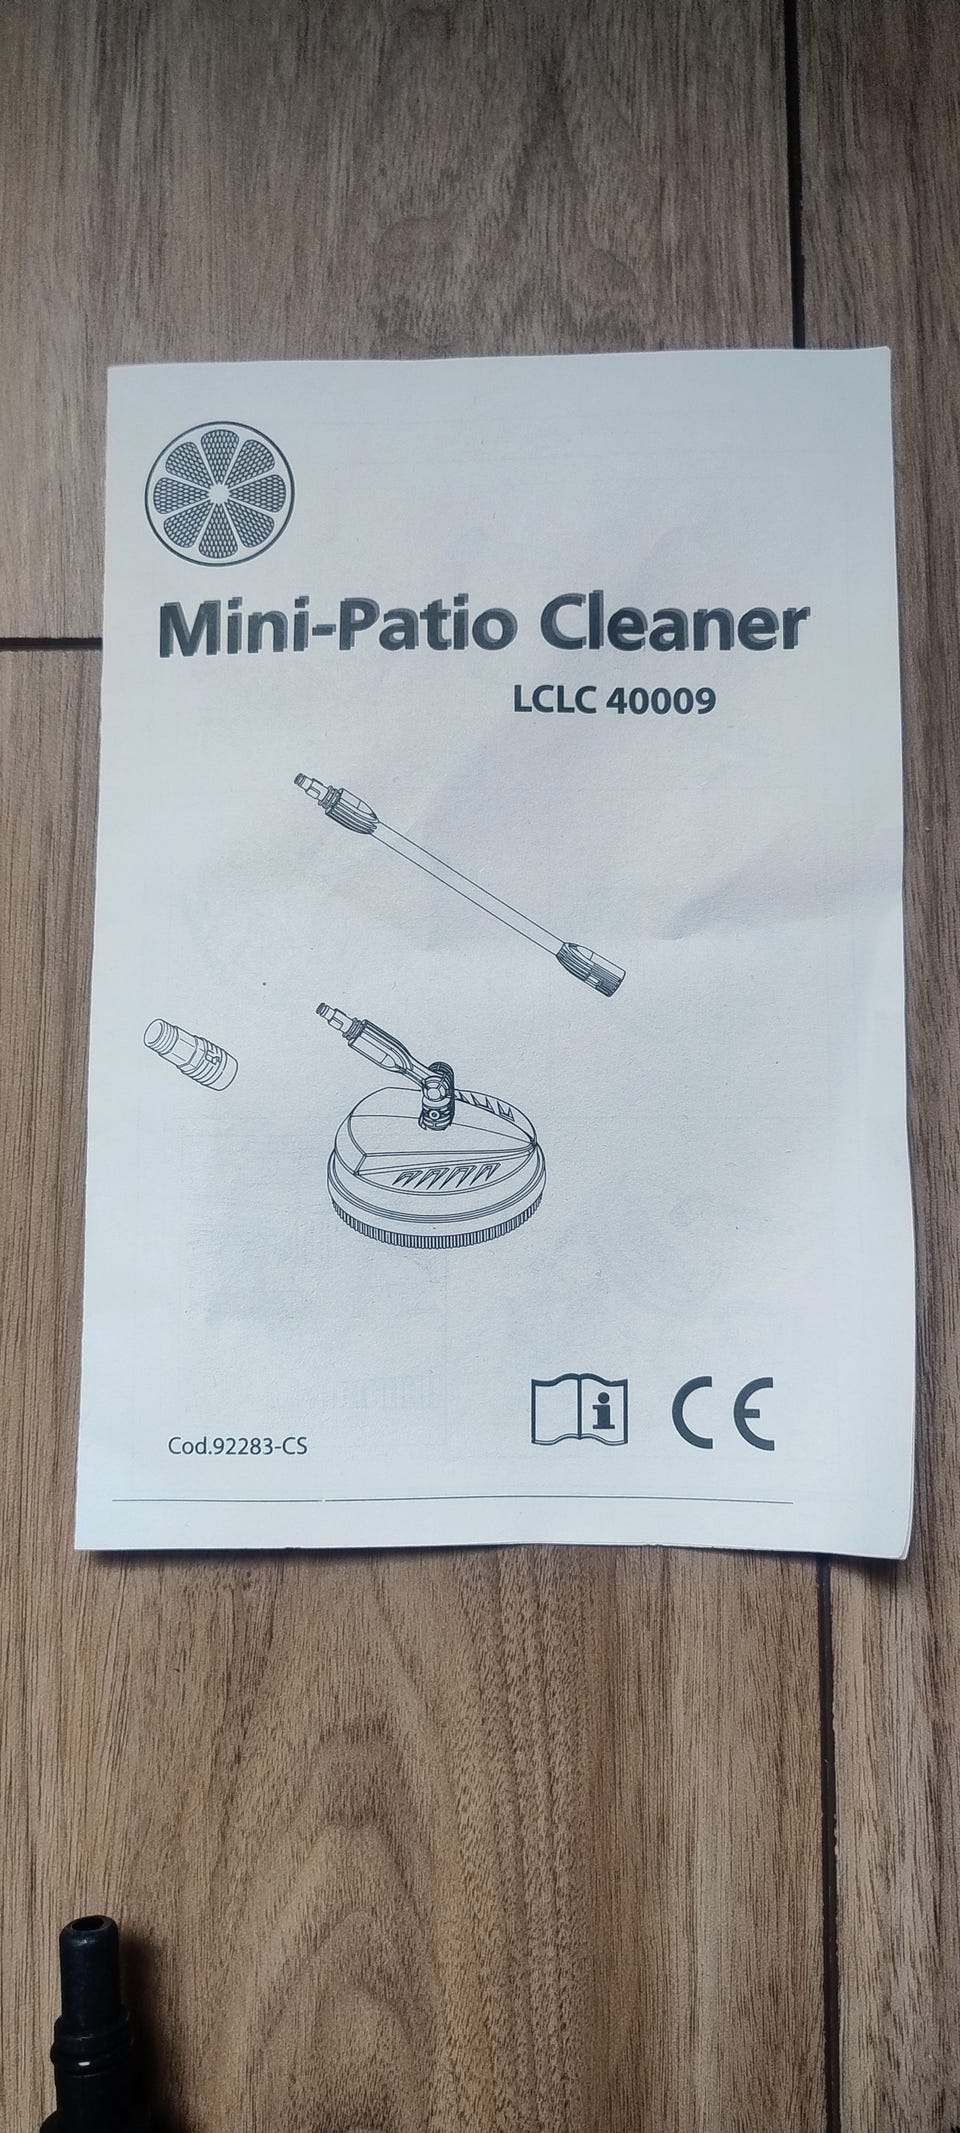 Mini-Patio Cleaner
LCLC 40009
i
CE
Cod.92283-CS